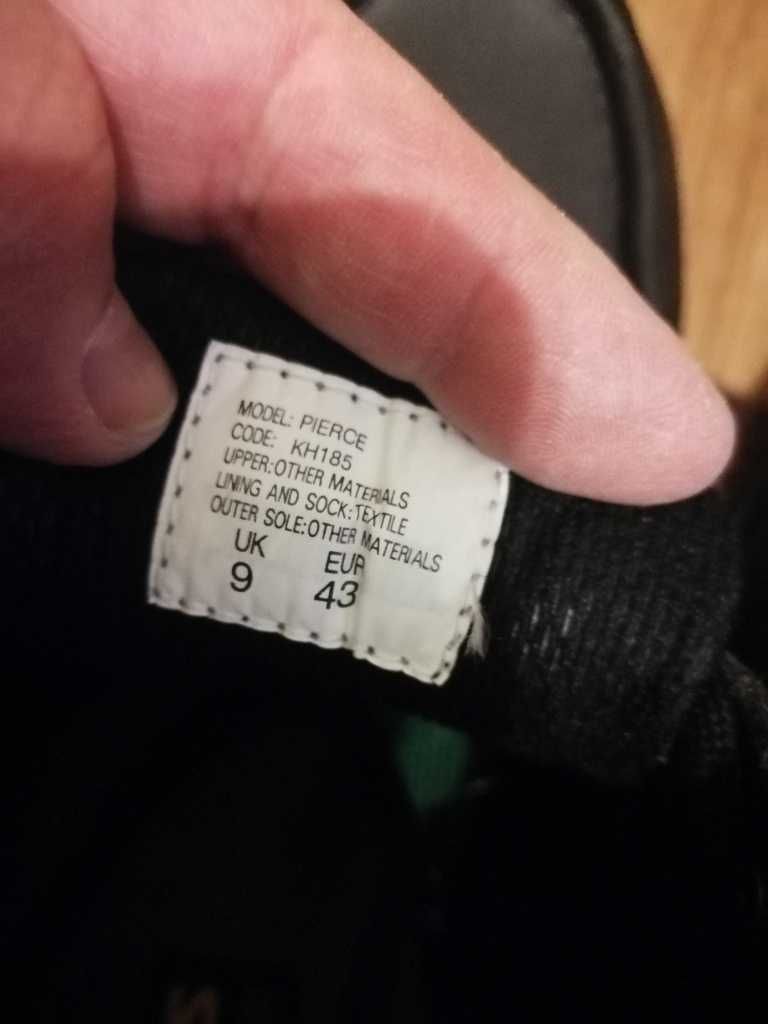 MODEL: PIERCE
CODE: KH185
UPPER:OTHER MATERIALS
LINING AND SOCK:TEXTILE
OUTER SOLE:OTHER MATERIALS
UK EUR
9 43